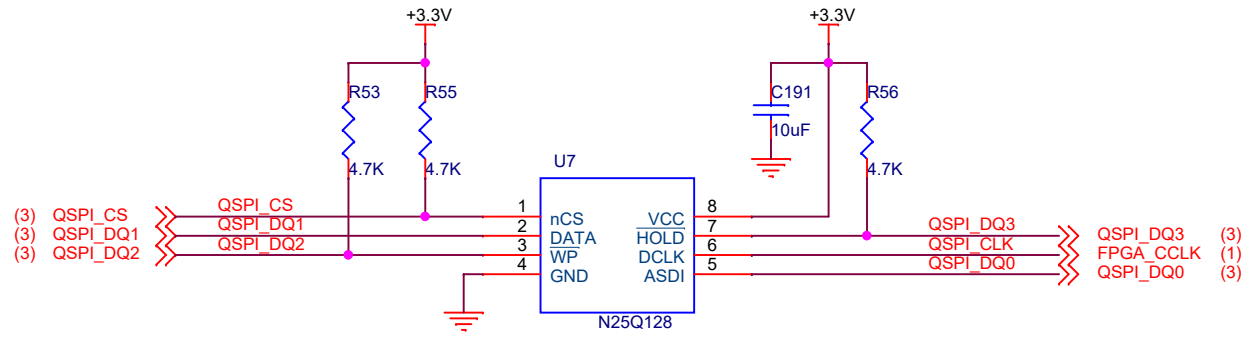 +3.3V
+3.3V
R53
R55
C191
R56
10uF
4.7K
4.7K
4.7K
U7
(3) QSPI_CS
QSPI_CS
1
nCS
VCC
8
(3) QSPI_DQ1
QSPI_DQ1
2
DATA
HOLD
7
QSPI_DQ3
QSPI_DQ3 (3)
(3) QSPI_DQ2
QSPI_DQ2
3
WP
DCLK
6
QSPI_CLK
FPGA_CCLK (1)
4
GND
ASDI
5
QSPI_DQ0
QSPI_DQ0 (3)
N25Q128